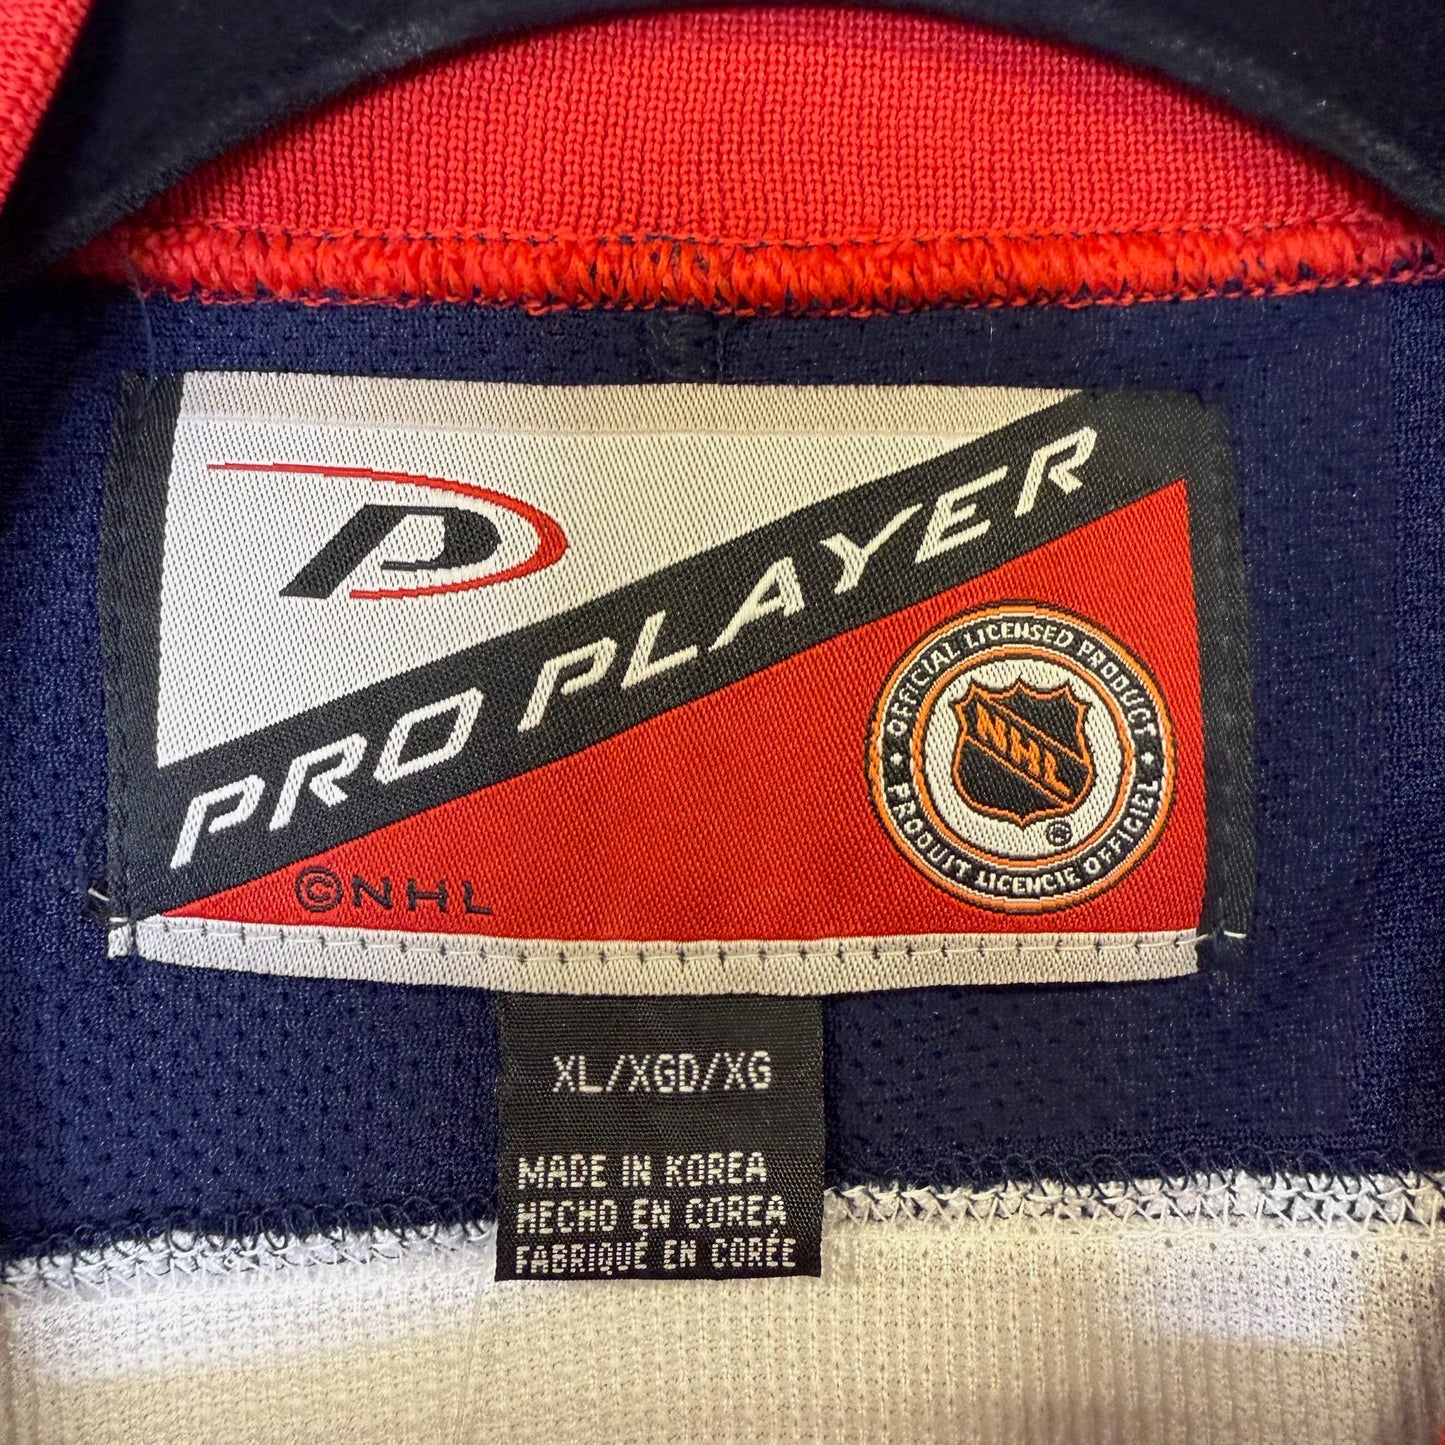 PRO PLAYER
OFFICIAL LICENSED PRODUCT
NHL
®
PRODUIT LICENCIE OFFICIEL
©NHL
XL/XGD/XG
MADE IN KOREA
HECHO EN COREA
FABRIQUÉ EN CORÉE